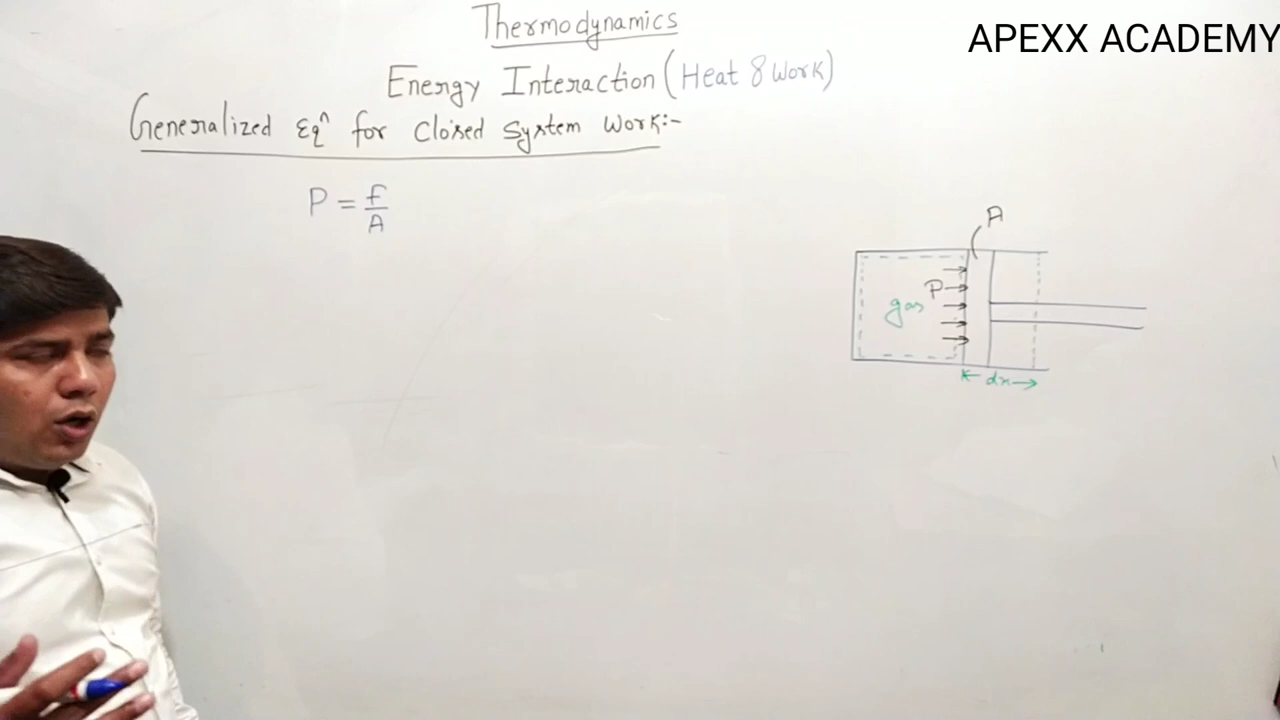 Thermodynamics
APEXX ACADEMY
Energy Interaction (Heat & Work)
Generalized Eqⁿ for Closed System Work:-
P = f/A
A
P
gas
dx